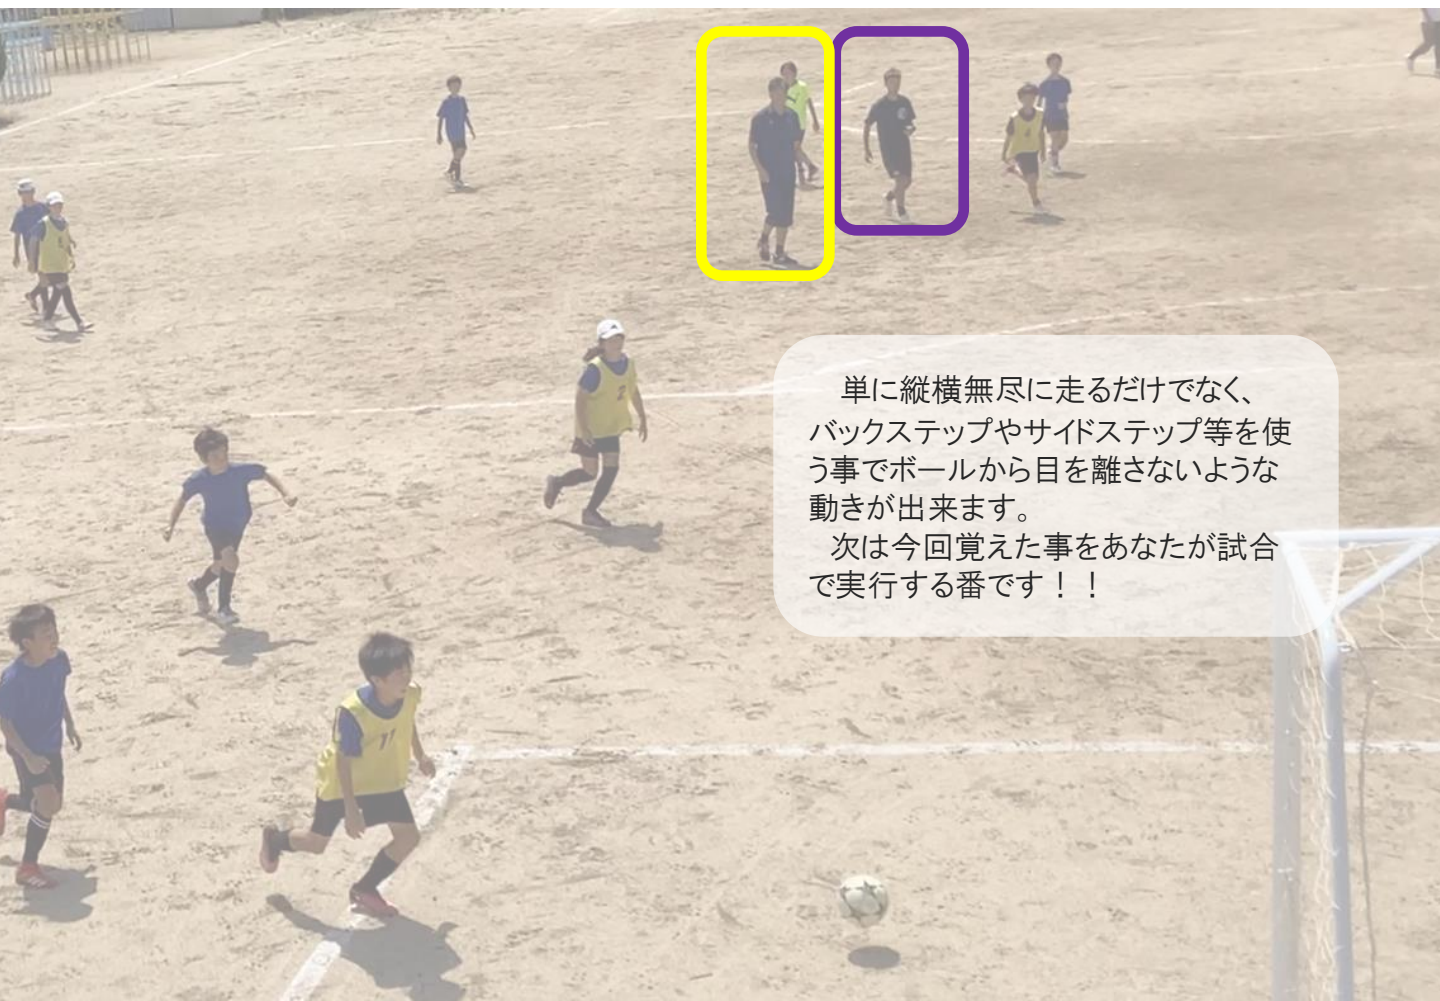 単に縦横無尽に走るだけでなく、
バックステップやサイドステップ等を使
う事でボールから目を離さないような
動きが出来ます。
次は今回覚えた事をあなたが試合
で実行する番です！！
2
11